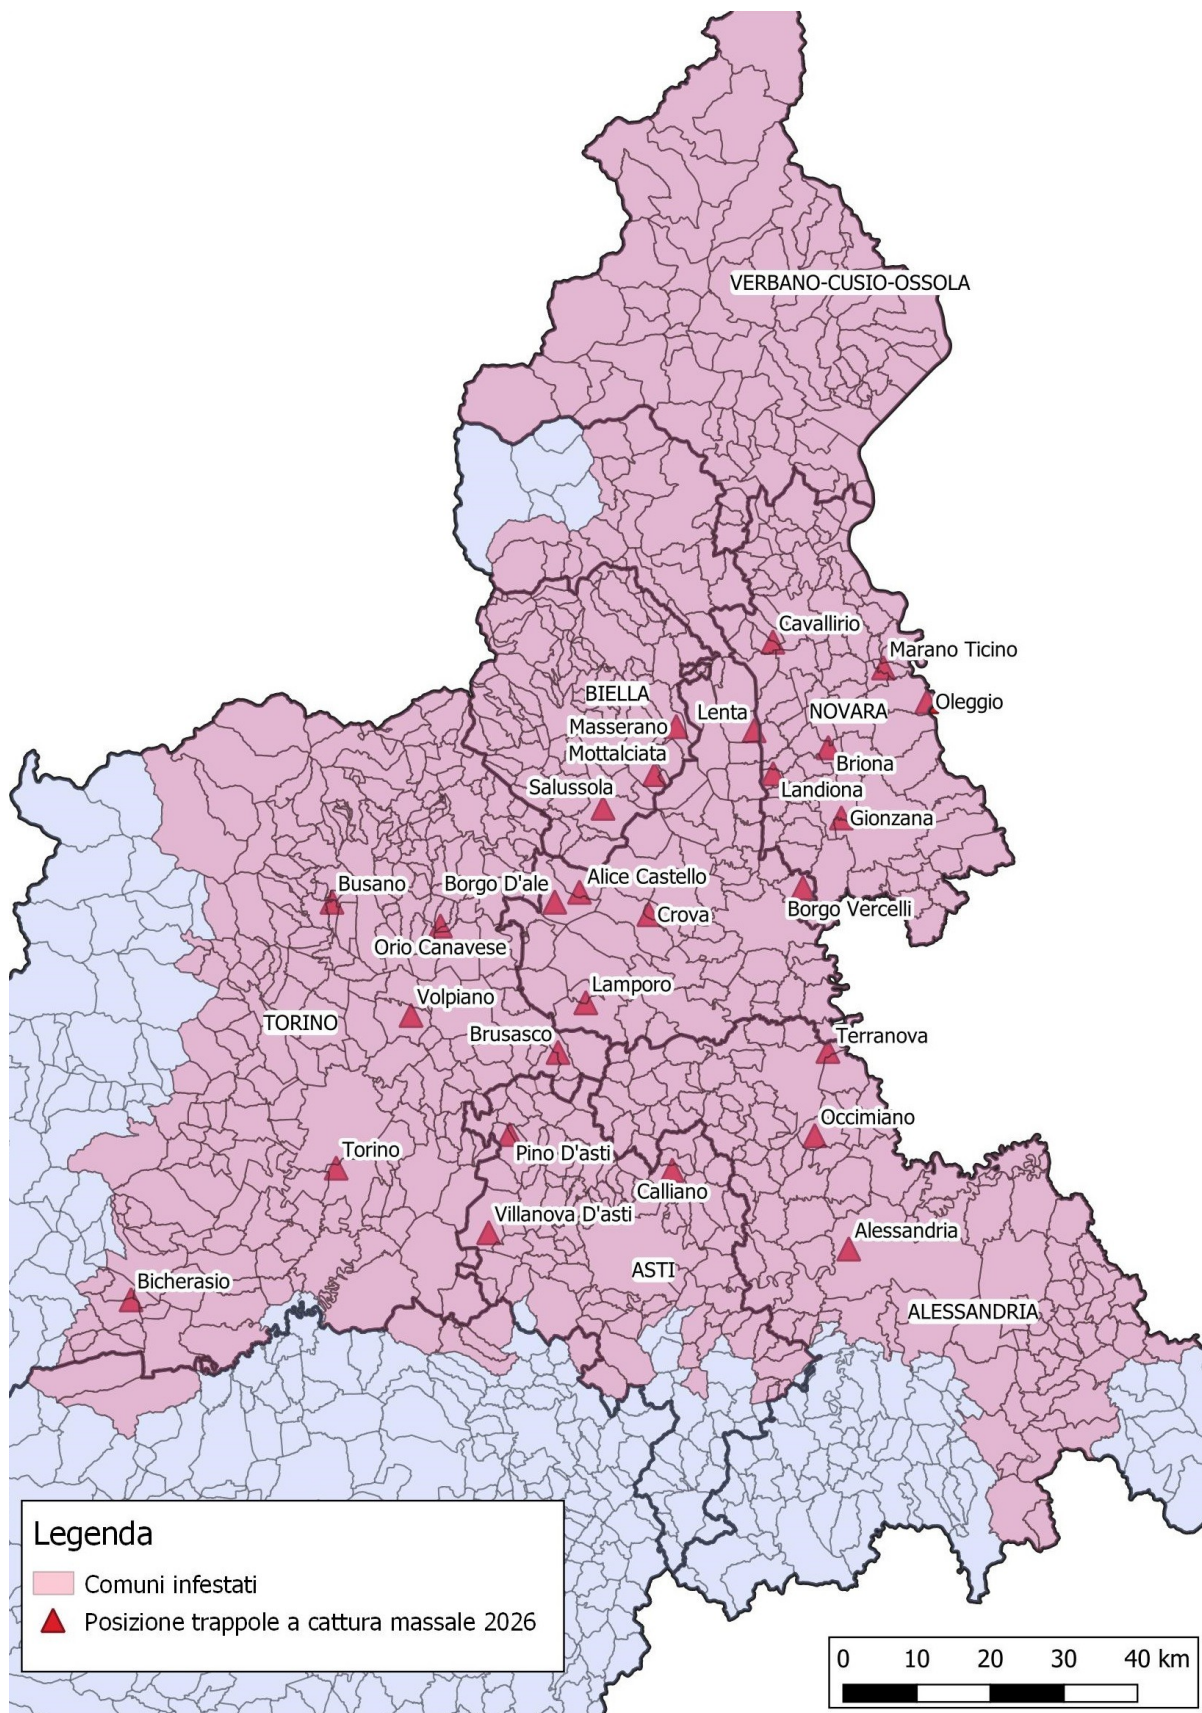 VERBANO-CUSIO-OSSOLA
Cavallirio
Marano Ticino
BIELLA
Lenta
NOVARA
Oleggio
Masserano
Mottalciata
Briona
Salussola
Landiona
Gionzana
Busano
Borgo D'ale
Alice Castello
Borgo Vercelli
Crova
Orio Canavese
Lamporo
Volpiano
TORINO
Brusasco
Terranova
Occimiano
Torino
Pino D'asti
Calliano
Villanova D'asti
Alessandria
ASTI
Bicherasio
ALESSANDRIA
Legenda
Comuni infestati
Posizione trappole a cattura massale 2026
0 10 20 30 40 km